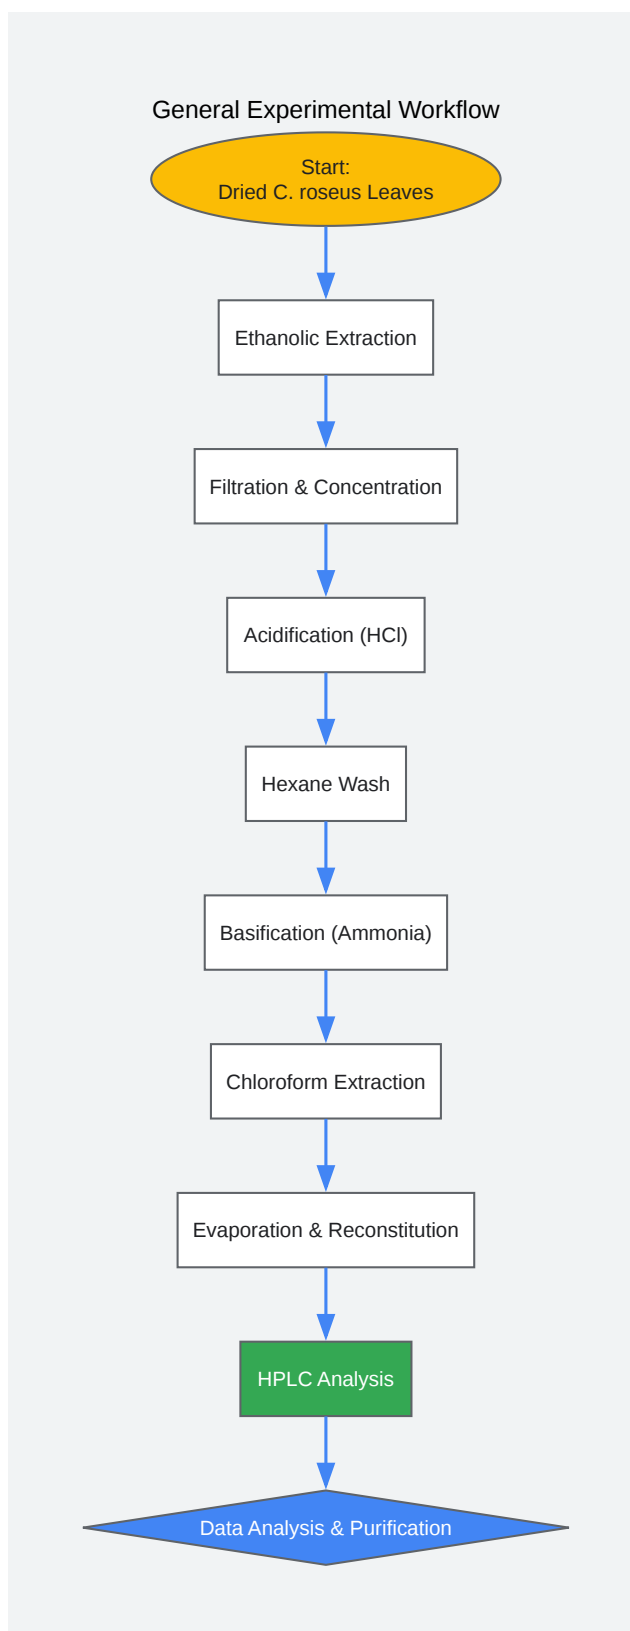 General Experimental Workflow
Start:
Dried C. roseus Leaves
Ethanolic Extraction
Filtration & Concentration
Acidification (HCl)
Hexane Wash
Basification (Ammonia)
Chloroform Extraction
Evaporation & Reconstitution
HPLC Analysis
Data Analysis & Purification